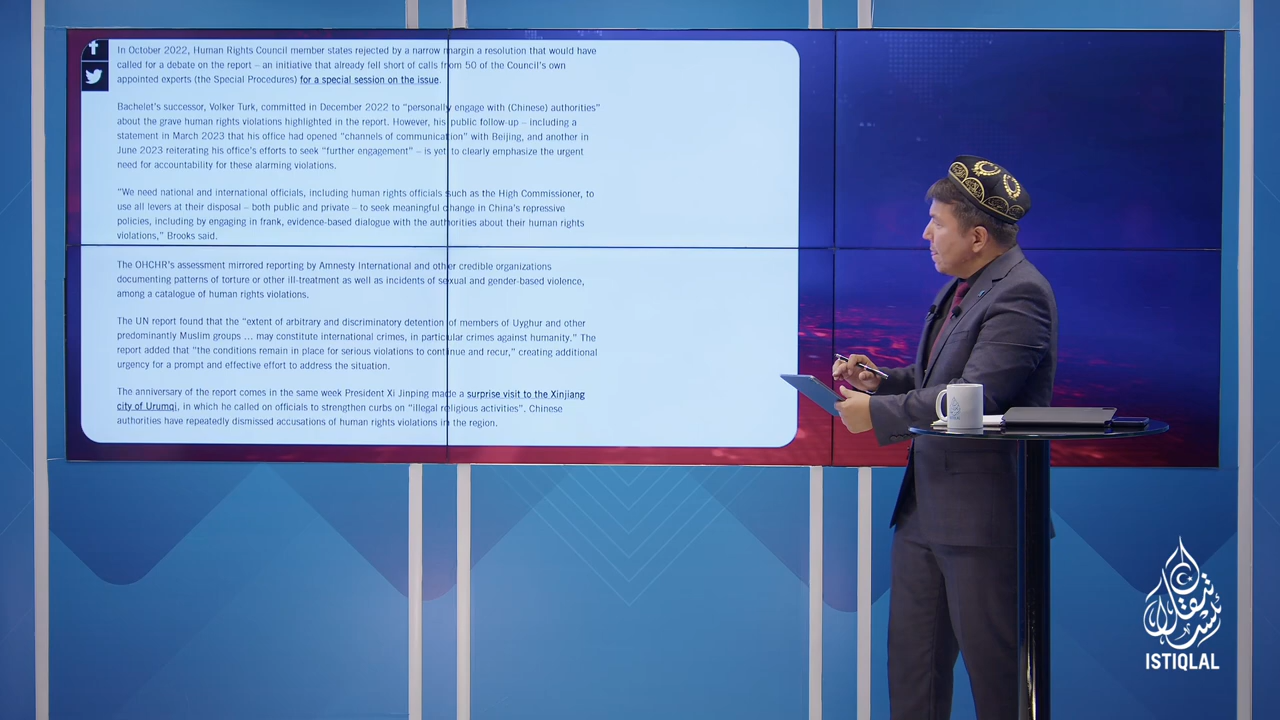 In October 2022, Human Rights Council member states rejected by a narrow margin a resolution that would have
called for a debate on the report – an initiative that already fell short of calls from 50 of the Council's own
appointed experts (the Special Procedures) for a special session on the issue.
Bachelet's successor, Volker Turk, committed in December 2022 to “personally engage with (Chinese) authorities”
about the grave human rights violations highlighted in the report. However, his public follow-up – including a
statement in March 2023 that his office had opened “channels of communication” with Beijing, and another in
June 2023 reiterating his office's efforts to seek “further engagement” – is yet to clearly emphasize the urgent
need for accountability for these alarming violations.
“We need national and international officials, including human rights officials such as the High Commissioner, to
use all levers at their disposal – both public and private – to seek meaningful change in China's repressive
policies, including by engaging in frank, evidence-based dialogue with the authorities about their human rights
violations,” Brooks said.
The OHCHR's assessment mirrored reporting by Amnesty International and other credible organizations
documenting patterns of torture or other ill-treatment as well as incidents of sexual and gender-based violence,
among a catalogue of human rights violations.
The UN report found that the “extent of arbitrary and discriminatory detention of members of Uyghur and other
predominantly Muslim groups … may constitute international crimes, in particular crimes against humanity.” The
report added that “the conditions remain in place for serious violations to continue and recur,” creating additional
urgency for a prompt and effective effort to address the situation.
The anniversary of the report comes in the same week President Xi Jinping made a surprise visit to the Xinjiang
city of Urumqi, in which he called on officials to strengthen curbs on “illegal religious activities”. Chinese
authorities have repeatedly dismissed accusations of human rights violations in the region.
ئىستىقلال
ISTIQLAL